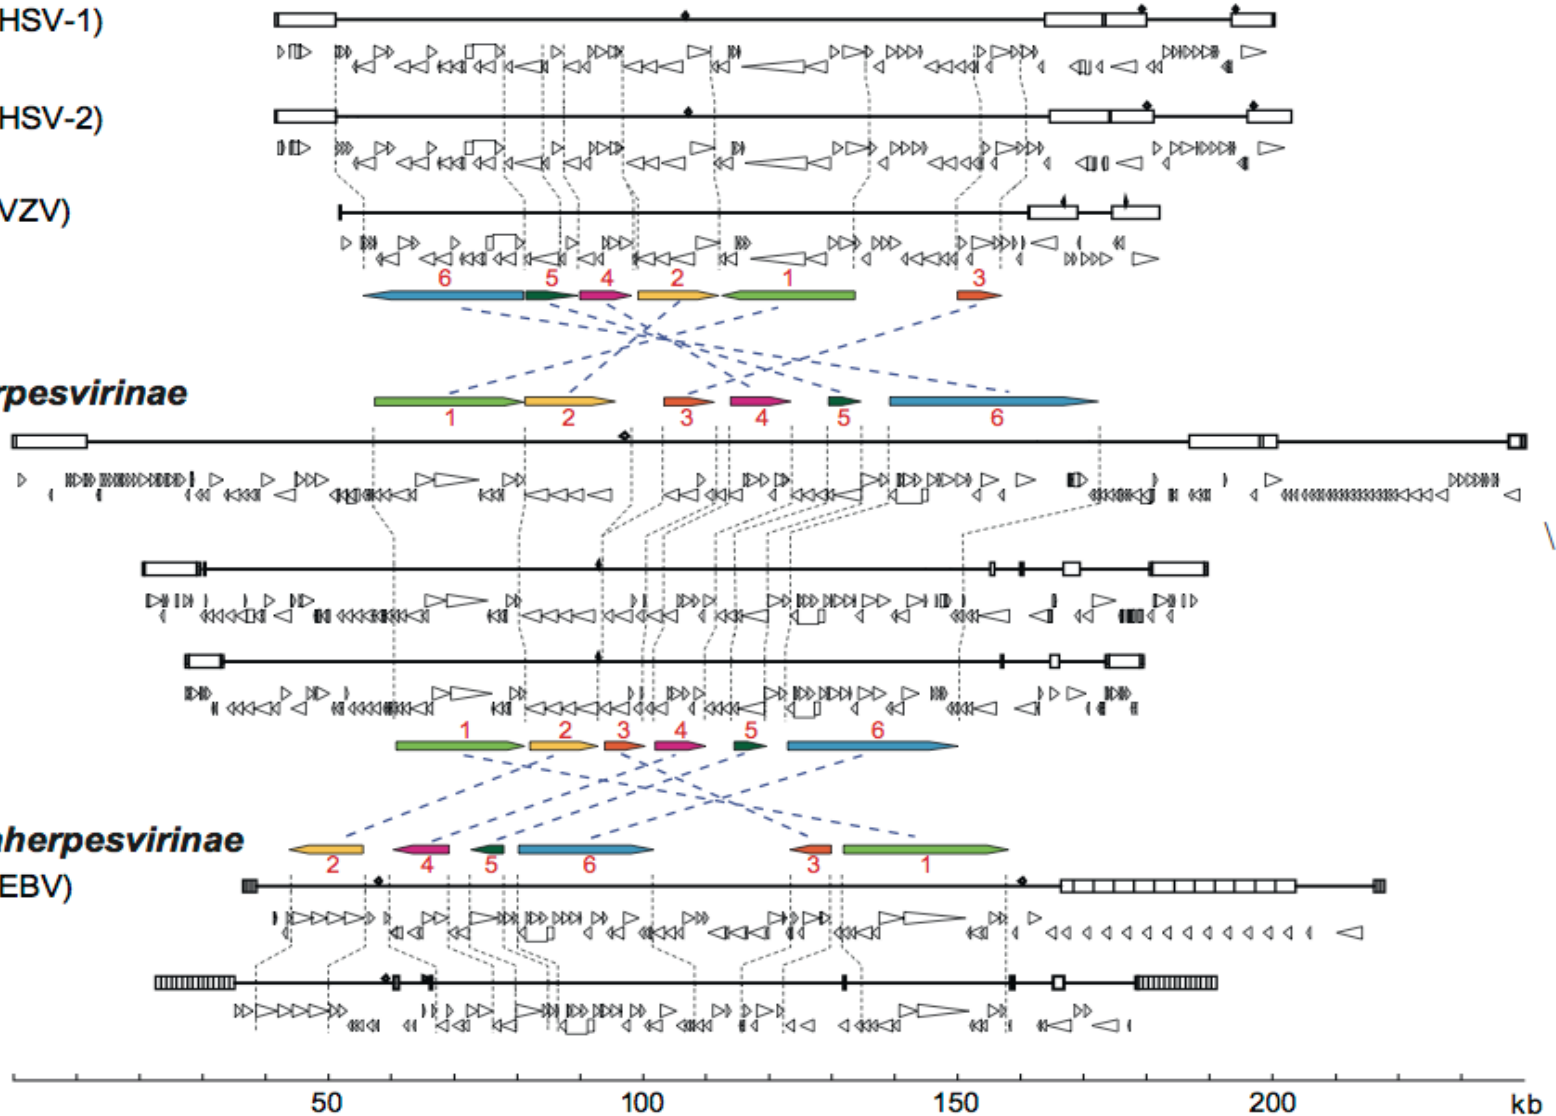 HSV-1)
HSV-2)
VZV)
6 5 4 2 1 3
rpesvirinae
1 2 3 4 5 6
\
1 2 3 4 5 6
aherpesvirinae
2 4 5 6 3 1
EBV)
50 100 150 200 kb